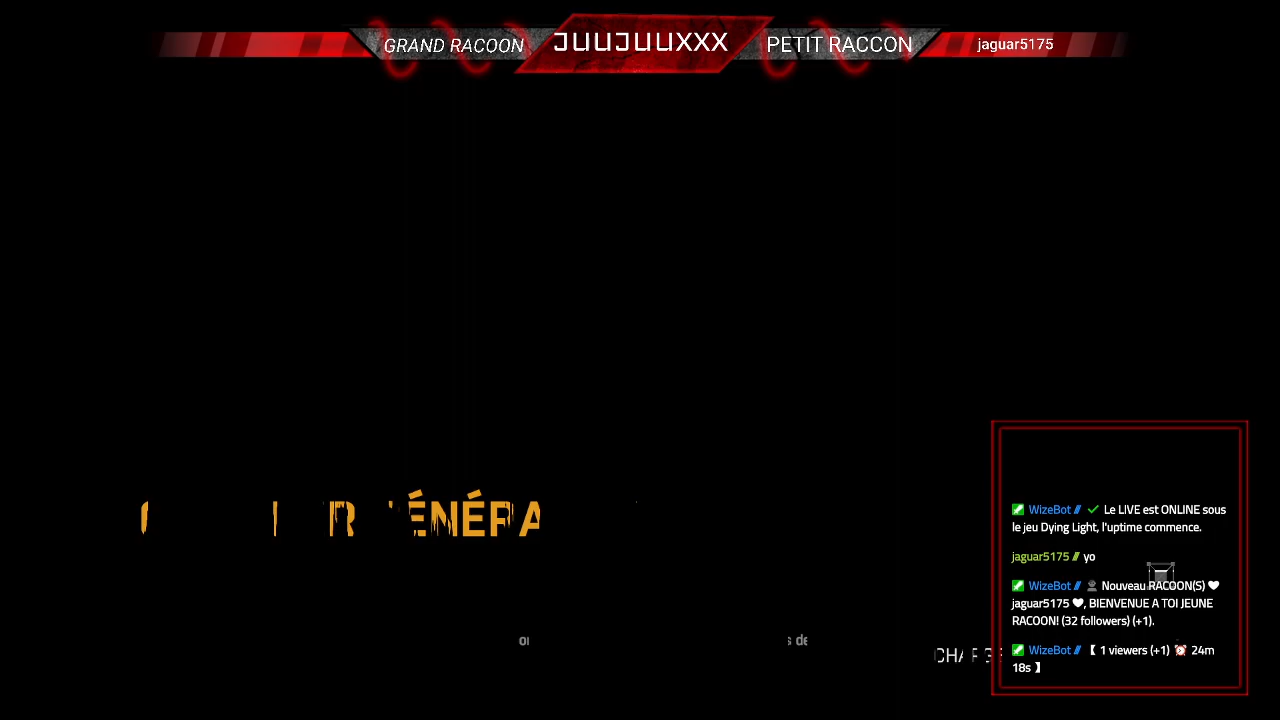 GRAND RACOON
JUUJUUXXX
PETIT RACCON
jaguar5175
WizeBot // ✔ Le LIVE est ONLINE sous
le jeu Dying Light, l'uptime commence.
jaguar5175 // yo
WizeBot // Nouveau RACOON(S) ♥
jaguar5175 ♥, BIENVENUE A TOI JEUNE
RACOON! (32 followers) (+1).
WizeBot // 【 1 viewers (+1) ⏰ 24m
18s 】